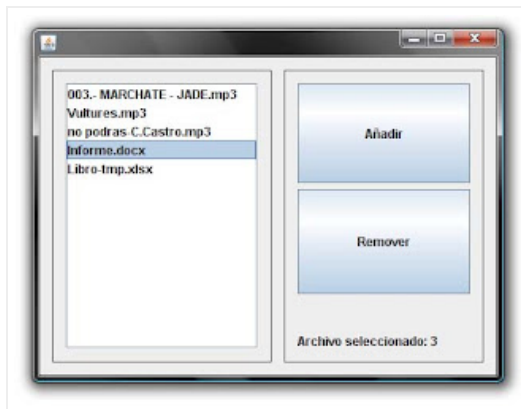 003.- MARCHATE - JADE.mp3
Vultures.mp3
no podras-C.Castro.mp3
Informe.docx
Libro-tmp.xlsx
Añadir
Remover
Archivo seleccionado: 3